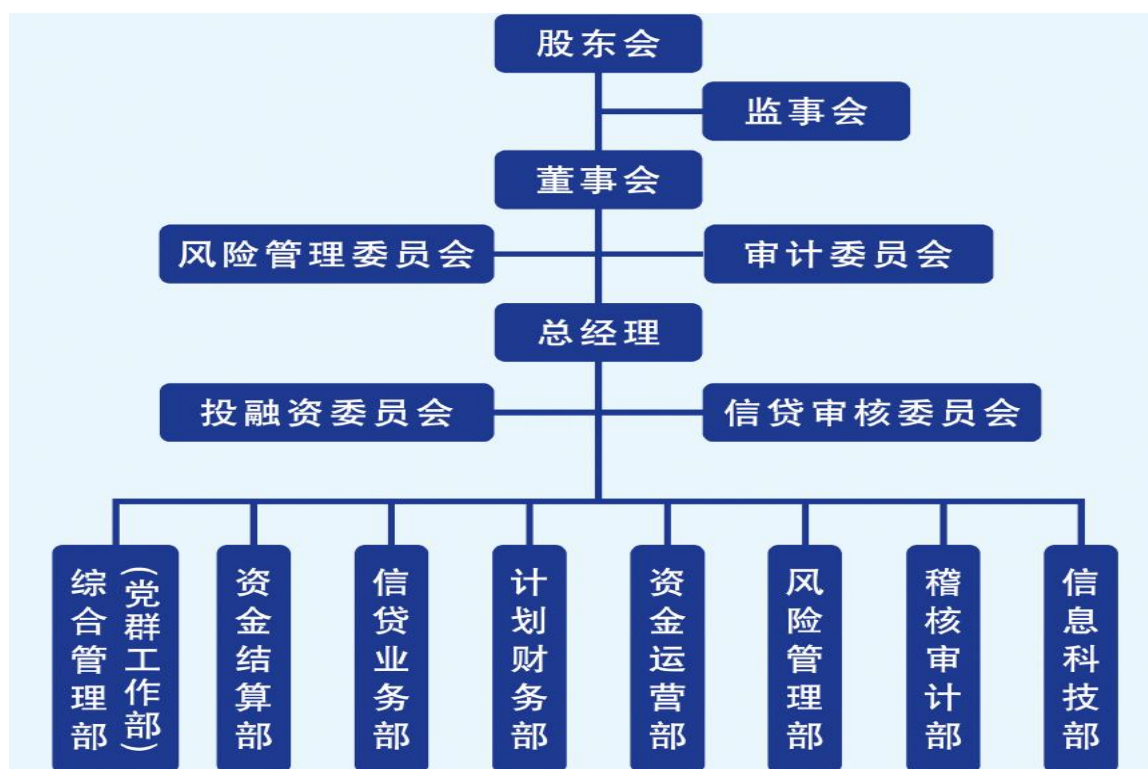 股东会
监事会
董事会
风险管理委员会
审计委员会
总经理
投融资委员会
信贷审核委员会
综合管理部
(党群工作部)
资金结算部
信贷业务部
计划财务部
资金运营部
风险管理部
稽核审计部
信息科技部